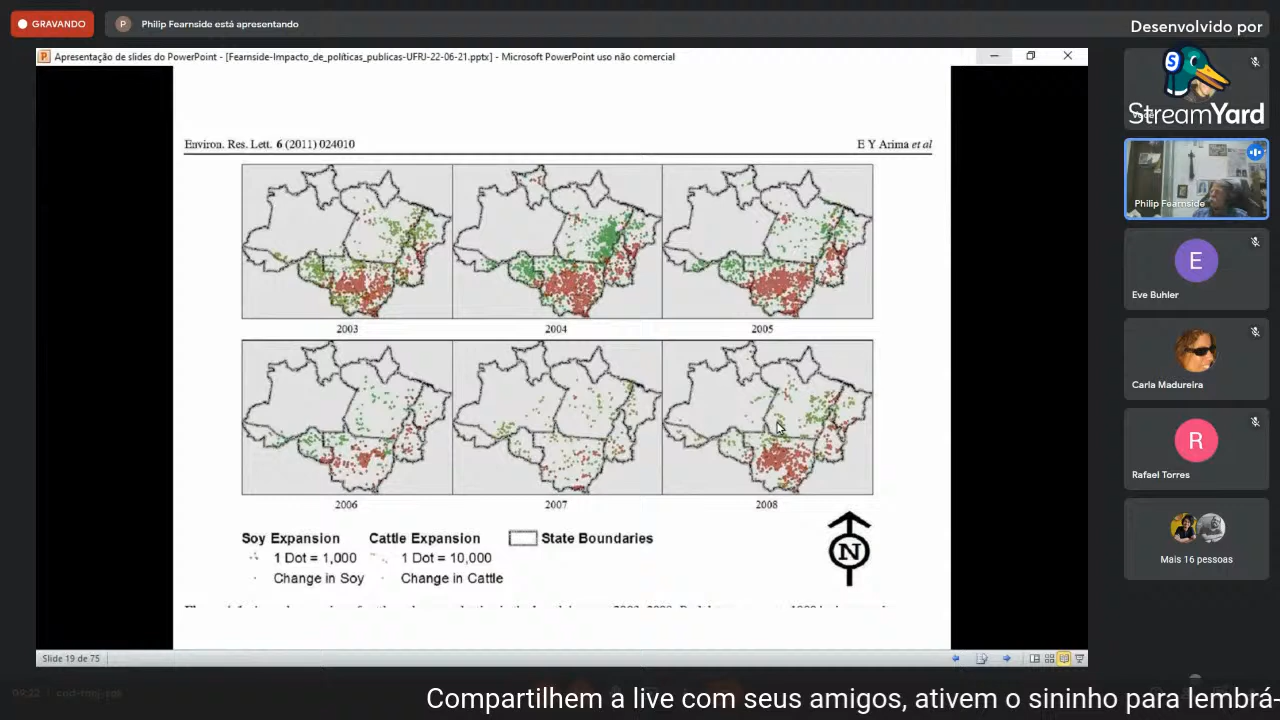 GRAVANDO
P
Philip Fearnside está apresentando
Desenvolvido por
Apresentação de slides do PowerPoint - [Fearnside-Impacto_de_políticas_publicas-UFRJ-22-06-21.pptx] - Microsoft PowerPoint uso não comercial
S
StreamYard
Environ. Res. Lett. 6 (2011) 024010
E Y Arima et al
Philip Fearnside
E
Eve Buhler
2003
2004
2005
Carla Madureira
R
Rafael Torres
2006
2007
2008
Soy Expansion
Cattle Expansion
State Boundaries
1 Dot = 1,000
1 Dot = 10,000
Change in Soy
Change in Cattle
N
Mais 16 pessoas
Slide 19 de 75
09:22
Compartilhem a live com seus amigos, ativem o sininho para lembrá